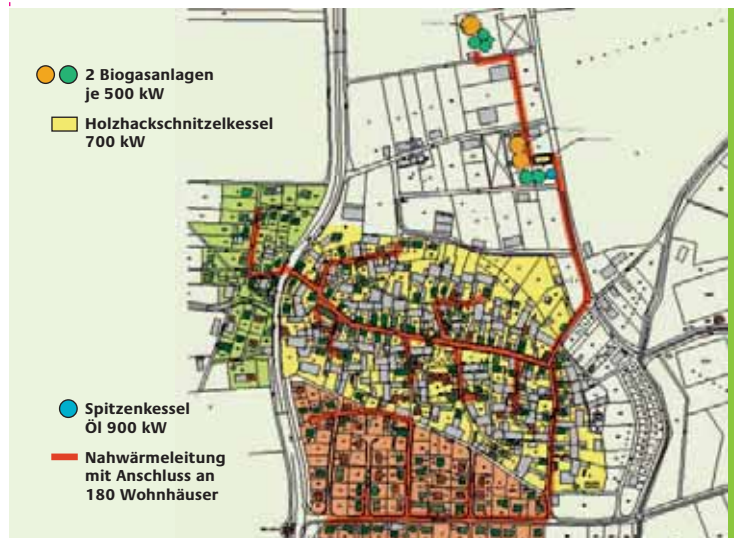 2 Biogasanlagen
je 500 kW
Holzhackschnitzelkessel
700 kW
Spitzenkessel
Öl 900 kW
Nahwärmeleitung
mit Anschluss an
180 Wohnhäuser